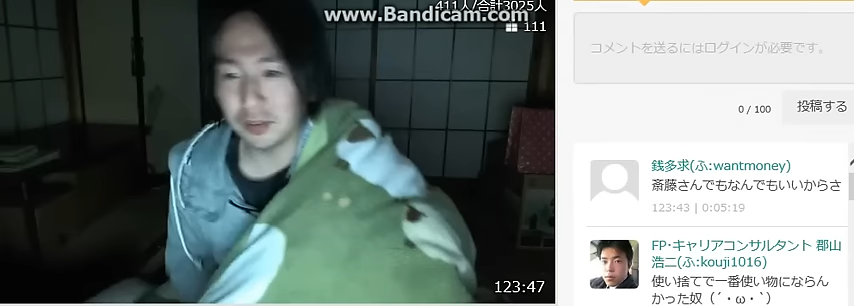 411人/合計3025人
www.Bandicam.com
111
123:47
コメントを送るにはログインが必要です。
0 / 100
投稿する
銭多求(ふ:wantmoney)
斎藤さんでもなんでもいいからさ
123:43 | 0:05:19
FP･キャリアコンサルタント 郡山
浩二(ふ:kouji1016)
使い捨てで一番使い物にならん
かった奴（´・ω・`）